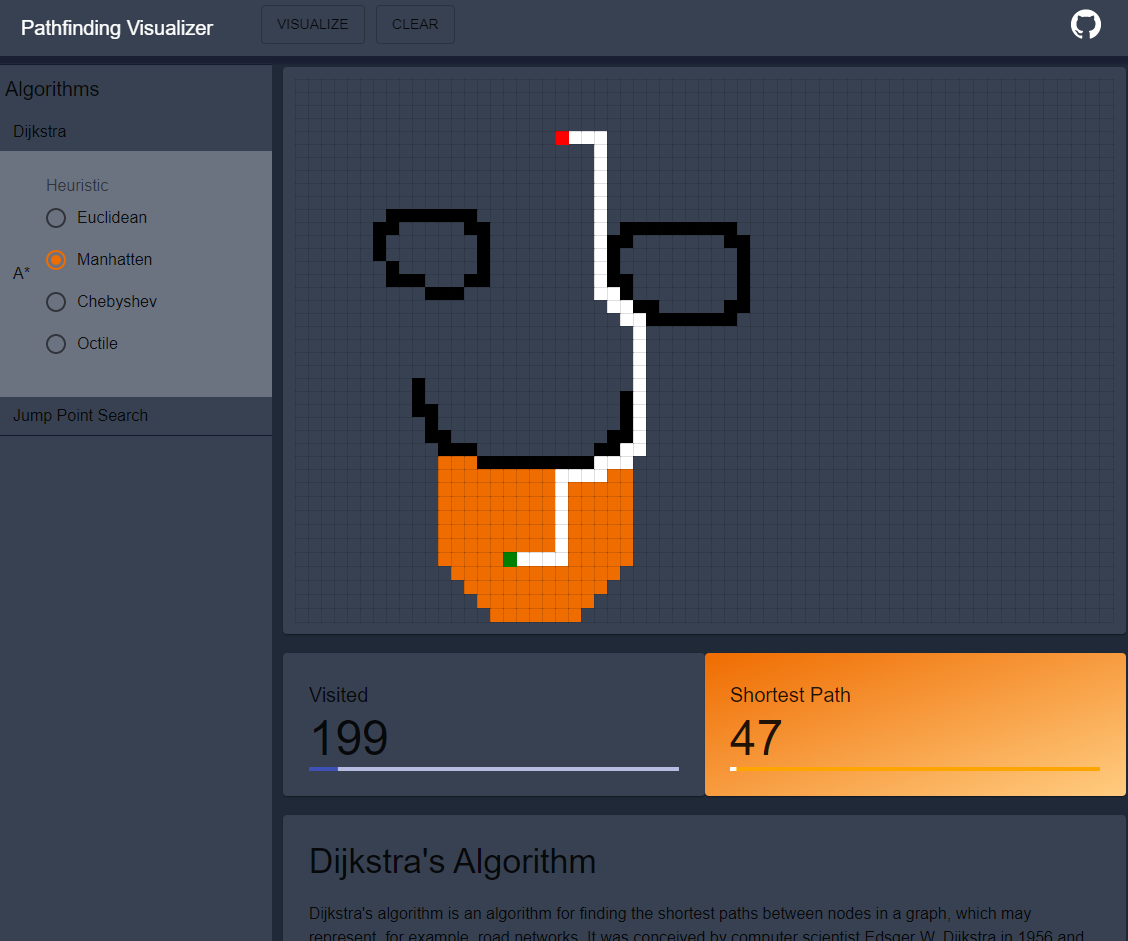 Pathfinding Visualizer
VISUALIZE
CLEAR
Algorithms
Dijkstra
Heuristic
Euclidean
A*
Manhatten
Chebyshev
Octile
Jump Point Search
Visited
199
Shortest Path
47
Dijkstra's Algorithm
Dijkstra's algorithm is an algorithm for finding the shortest paths between nodes in a graph, which may
represent, for example, road networks. It was conceived by computer scientist Edsger W. Dijkstra in 1956 and